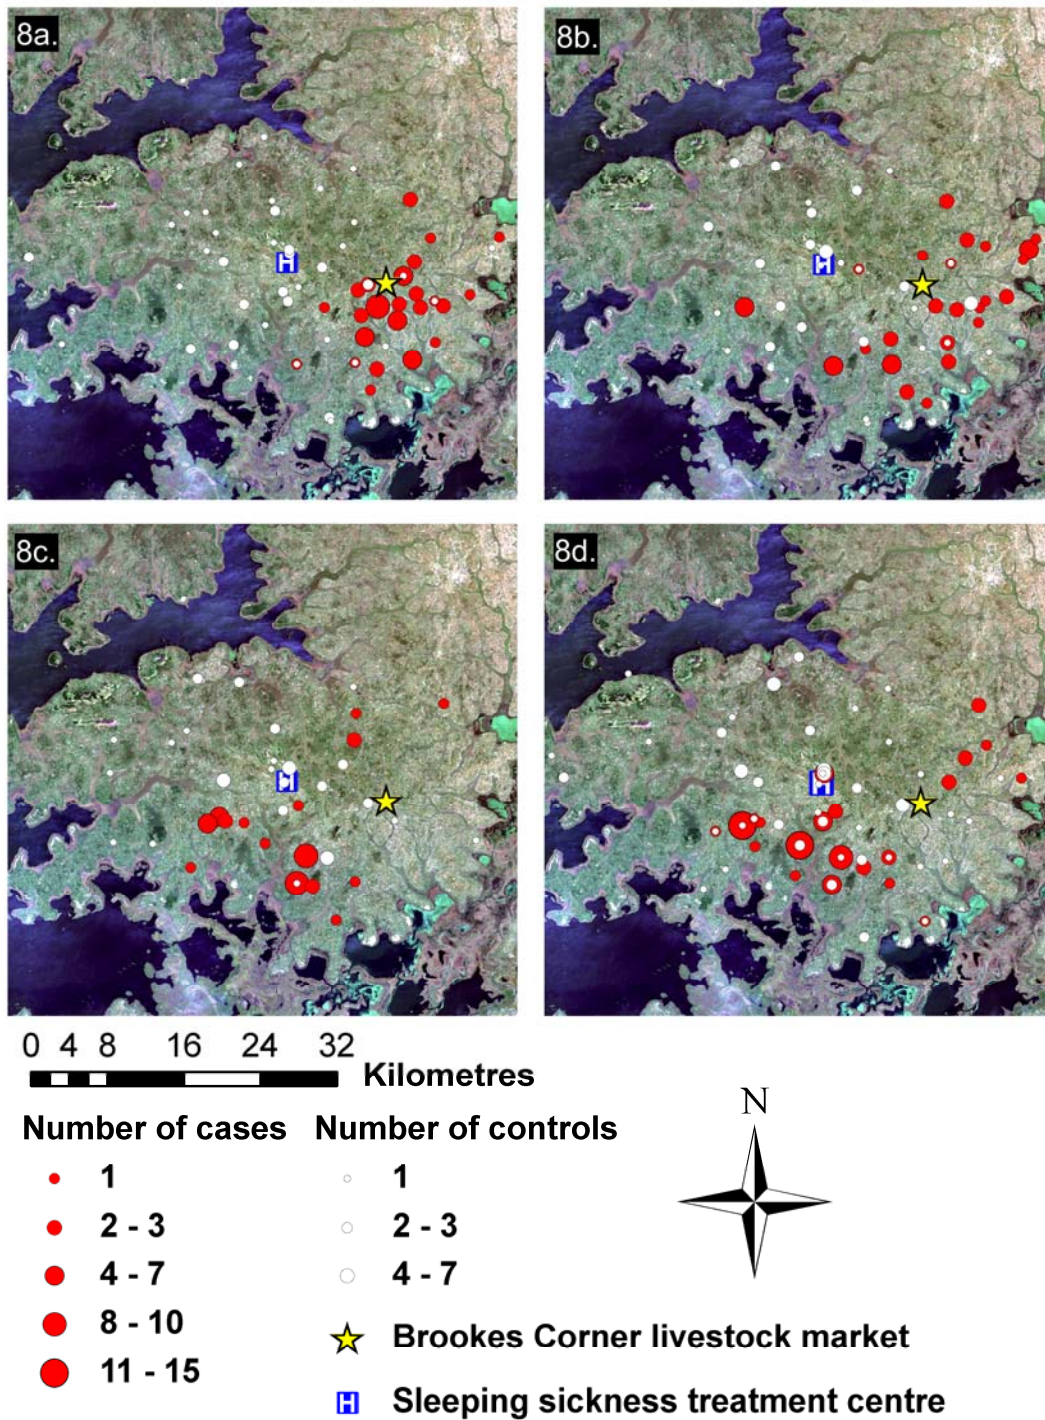 8a.
8b.
8c.
8d.
0 4 8 16 24 32
Kilometres
Number of cases
1
2 - 3
4 - 7
8 - 10
11 - 15
Number of controls
1
2 - 3
4 - 7
Brookes Corner livestock market
H Sleeping sickness treatment centre
N
H
H
H
H